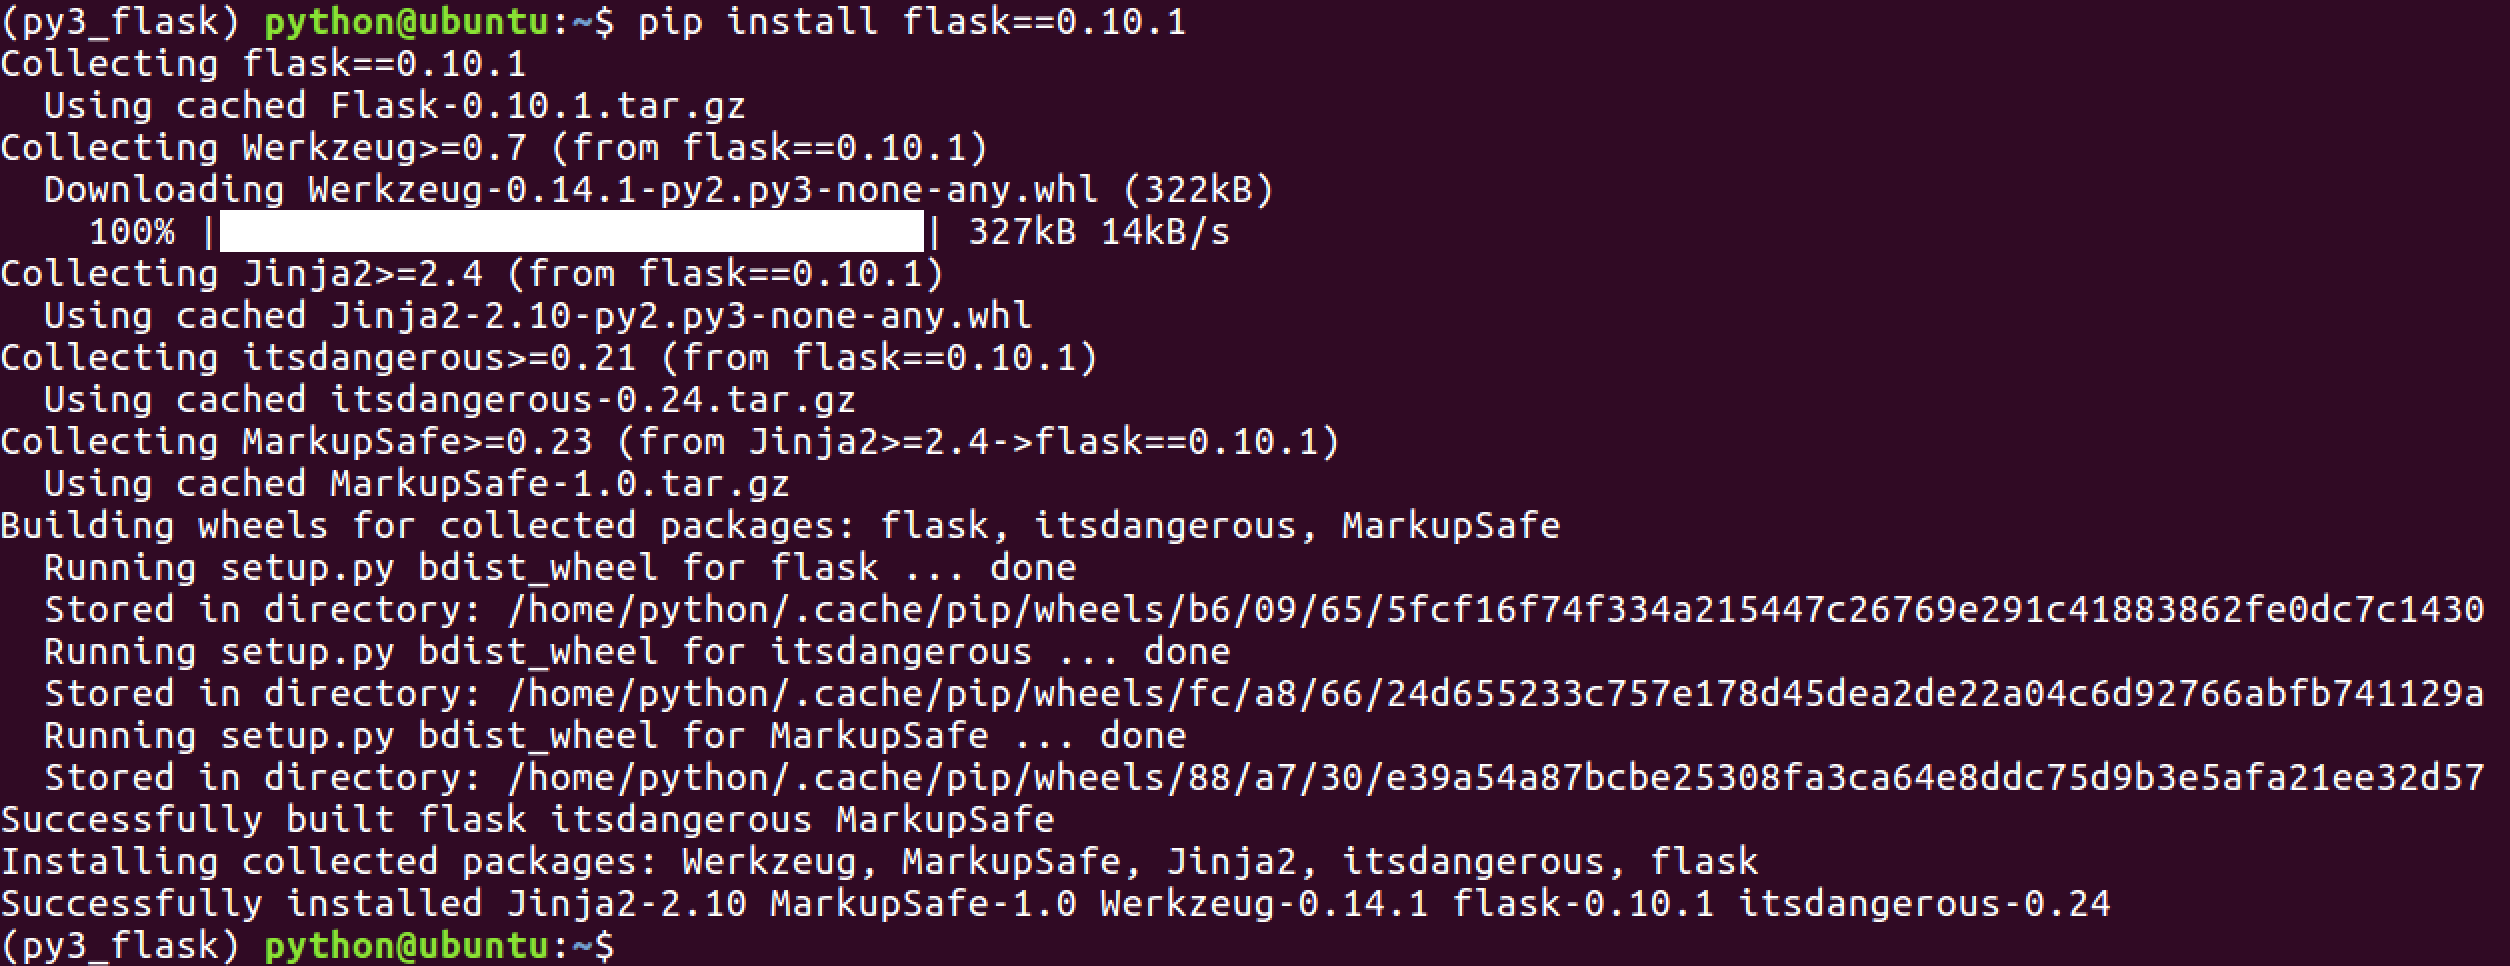 (py3_flask) python@ubuntu:~$ pip install flask==0.10.1
Collecting flask==0.10.1
  Using cached Flask-0.10.1.tar.gz
Collecting Werkzeug>=0.7 (from flask==0.10.1)
  Downloading Werkzeug-0.14.1-py2.py3-none-any.whl (322kB)
    100% |████████████████████████████████| 327kB 14kB/s
Collecting Jinja2>=2.4 (from flask==0.10.1)
  Using cached Jinja2-2.10-py2.py3-none-any.whl
Collecting itsdangerous>=0.21 (from flask==0.10.1)
  Using cached itsdangerous-0.24.tar.gz
Collecting MarkupSafe>=0.23 (from Jinja2>=2.4->flask==0.10.1)
  Using cached MarkupSafe-1.0.tar.gz
Building wheels for collected packages: flask, itsdangerous, MarkupSafe
  Running setup.py bdist_wheel for flask ... done
  Stored in directory: /home/python/.cache/pip/wheels/b6/09/65/5fcf16f74f334a215447c26769e291c41883862fe0dc7c1430
  Running setup.py bdist_wheel for itsdangerous ... done
  Stored in directory: /home/python/.cache/pip/wheels/fc/a8/66/24d655233c757e178d45dea2de22a04c6d92766abfb741129a
  Running setup.py bdist_wheel for MarkupSafe ... done
  Stored in directory: /home/python/.cache/pip/wheels/88/a7/30/e39a54a87bcbe25308fa3ca64e8ddc75d9b3e5afa21ee32d57
Successfully built flask itsdangerous MarkupSafe
Installing collected packages: Werkzeug, MarkupSafe, Jinja2, itsdangerous, flask
Successfully installed Jinja2-2.10 MarkupSafe-1.0 Werkzeug-0.14.1 flask-0.10.1 itsdangerous-0.24
(py3_flask) python@ubuntu:~$